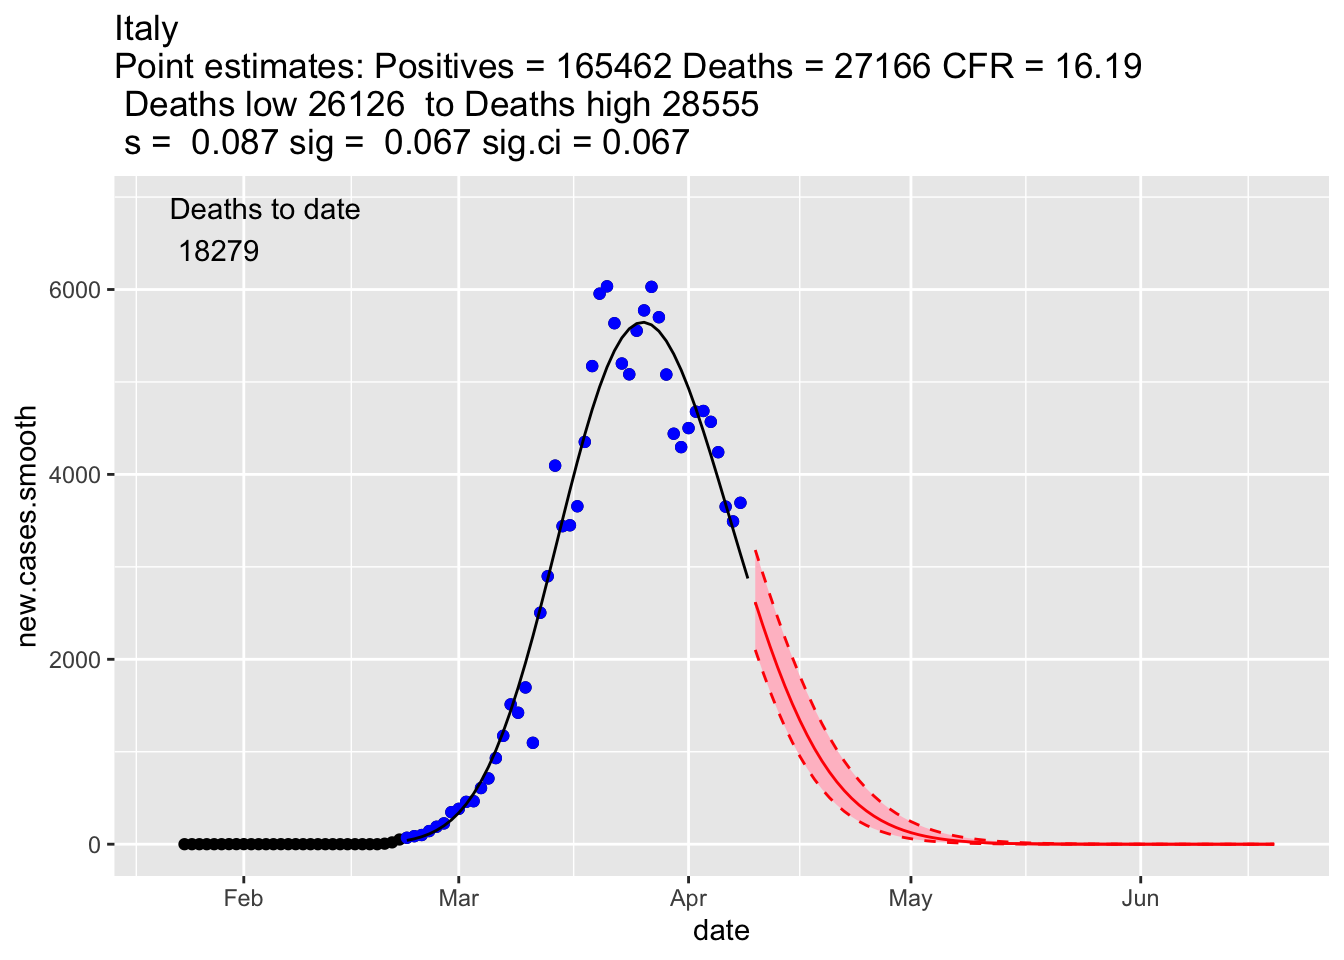 Italy
Point estimates: Positives = 165462 Deaths = 27166 CFR = 16.19
Deaths low 26126  to Deaths high 28555
s =  0.087 sig =  0.067 sig.ci = 0.067
Deaths to date
18279
6000
4000
2000
0
new.cases.smooth
Feb Mar Apr May Jun
date